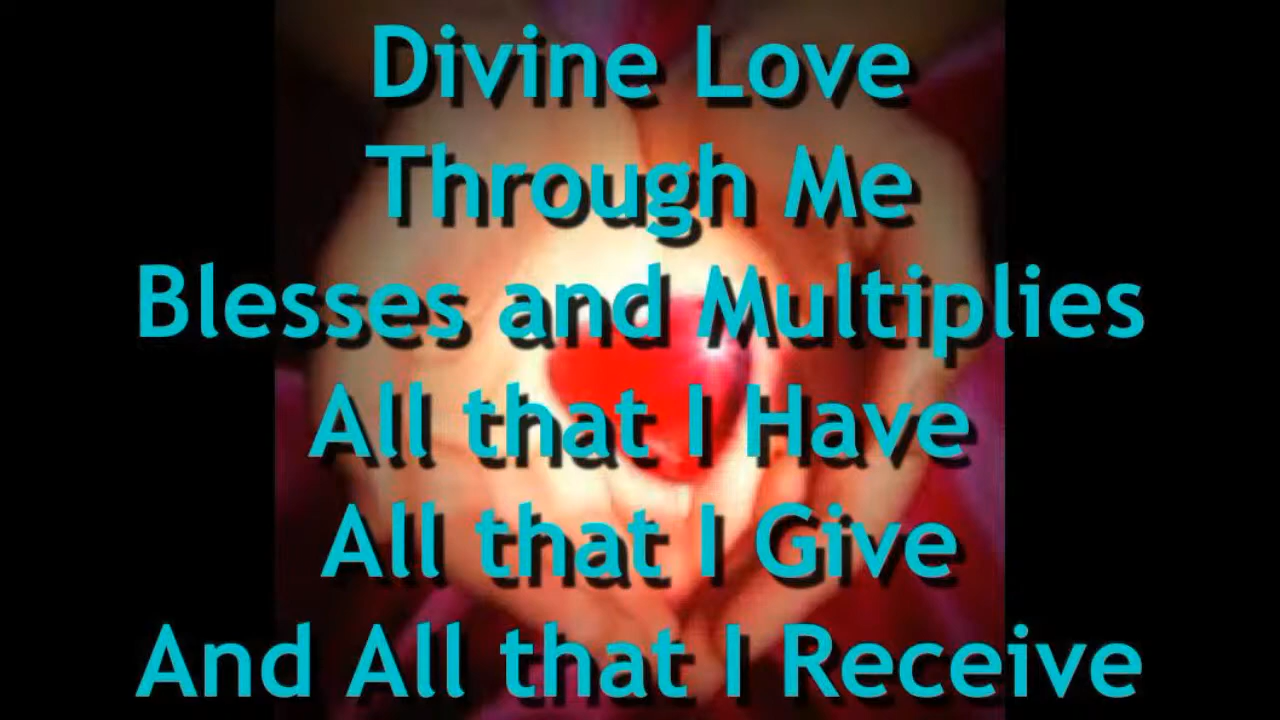 Divine Love
Through Me
Blesses and Multiplies
All that I Have
All that I Give
And All that I Receive